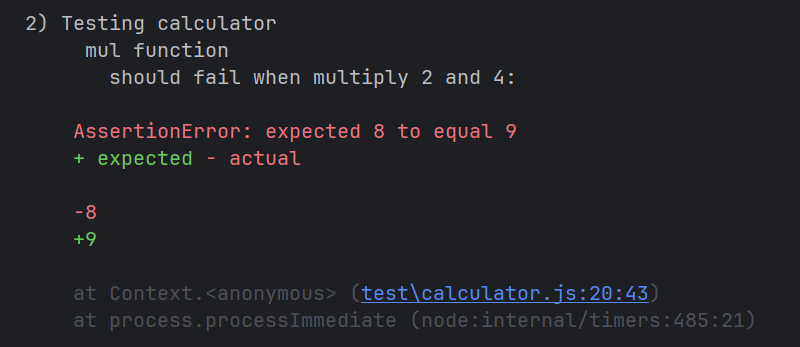 2) Testing calculator
mul function
should fail when multiply 2 and 4:
AssertionError: expected 8 to equal 9
+ expected - actual
-8
+9
at Context.<anonymous> (test\calculator.js:20:43)
at process.processImmediate (node:internal/timers:485:21)